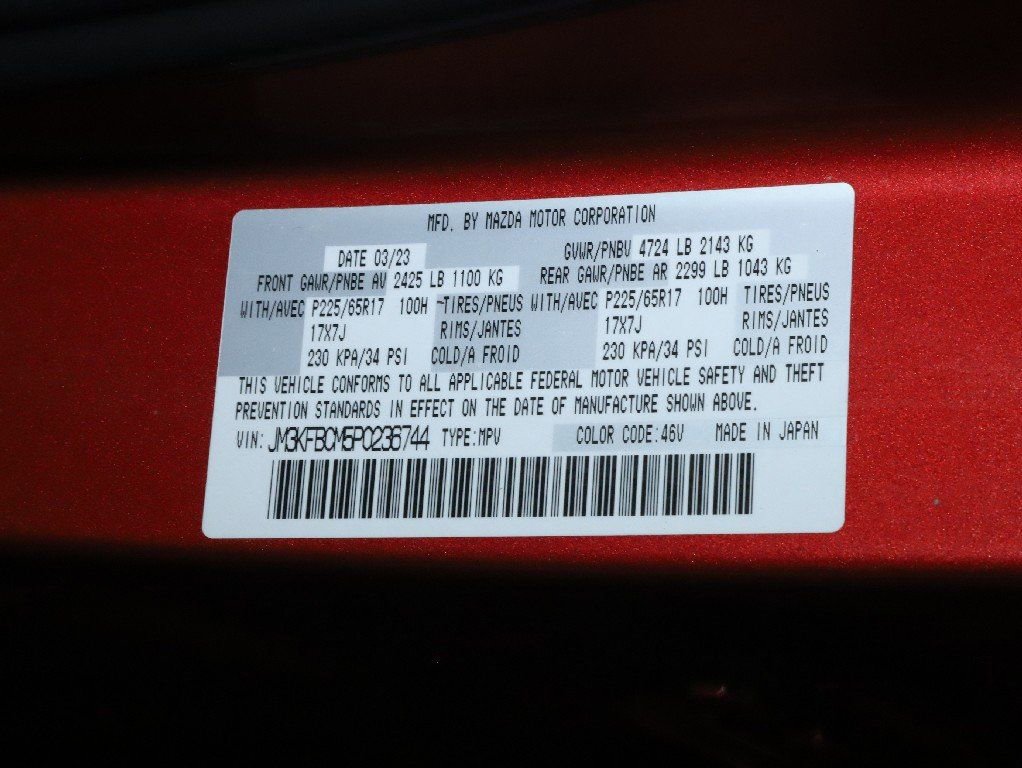 MFD. BY MAZDA MOTOR CORPORATION
DATE 03/23 GVWR/PNBV 4724 LB 2143 KG
FRONT GAWR/PNBE AV 2425 LB 1100 KG REAR GAWR/PNBE AR 2299 LB 1043 KG
WITH/AVEC P225/65R17 100H TIRES/PNEUS WITH/AVEC P225/65R17 100H TIRES/PNEUS
17X7J RIMS/JANTES 17X7J RIMS/JANTES
230 KPA/34 PSI COLD/A FROID 230 KPA/34 PSI COLD/A FROID
THIS VEHICLE CONFORMS TO ALL APPLICABLE FEDERAL MOTOR VEHICLE SAFETY AND THEFT
PREVENTION STANDARDS IN EFFECT ON THE DATE OF MANUFACTURE SHOWN ABOVE.
VIN: JM3KFBCM5P0236744 TYPE:MPV COLOR CODE:46V MADE IN JAPAN